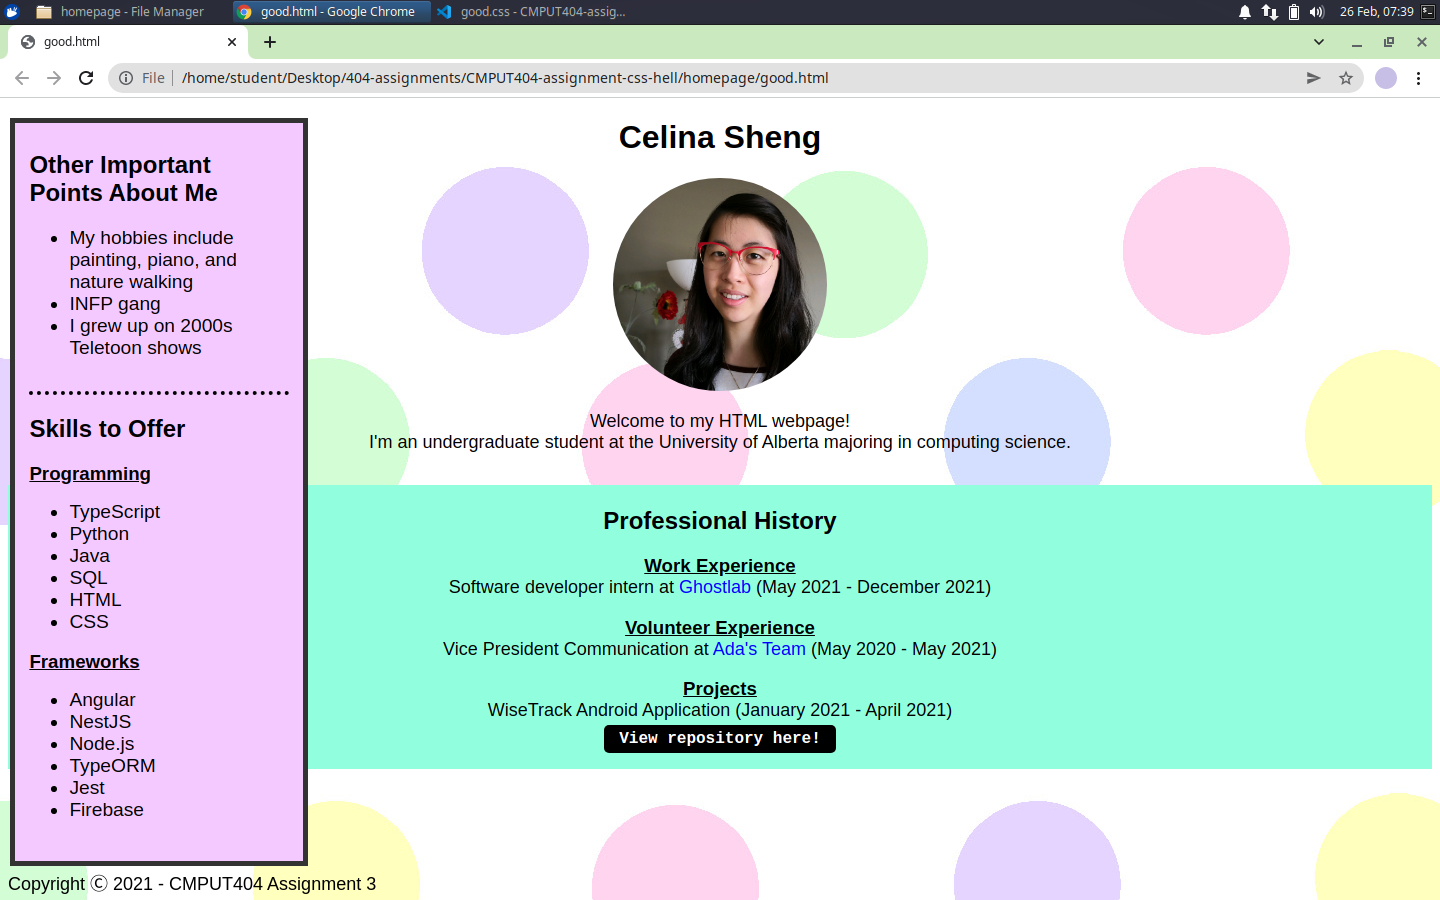 homepage - File Manager
good.html - Google Chrome
good.css - CMPUT404-assig...
26 Feb, 07:39
good.html
File
/home/student/Desktop/404-assignments/CMPUT404-assignment-css-hell/homepage/good.html
Other Important
Points About Me
My hobbies include
painting, piano, and
nature walking
INFP gang
I grew up on 2000s
Teletoon shows
Skills to Offer
Programming
TypeScript
Python
Java
SQL
HTML
CSS
Frameworks
Angular
NestJS
Node.js
TypeORM
Jest
Firebase
Celina Sheng
Welcome to my HTML webpage!
I'm an undergraduate student at the University of Alberta majoring in computing science.
Professional History
Work Experience
Software developer intern at Ghostlab (May 2021 - December 2021)
Volunteer Experience
Vice President Communication at Ada's Team (May 2020 - May 2021)
Projects
WiseTrack Android Application (January 2021 - April 2021)
View repository here!
Copyright Ⓒ 2021 - CMPUT404 Assignment 3